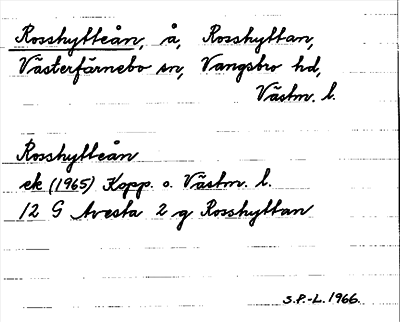 Rosshytteån, å, Rosshyttan,
Västerfärnebo sn, Vangsbro hd,
Västm. l.
Rosshytteån
ek (1965) Kopp. o. Västm. l.
12 G Avesta 2 g Rosshyttan
S.P.-L. 1966.